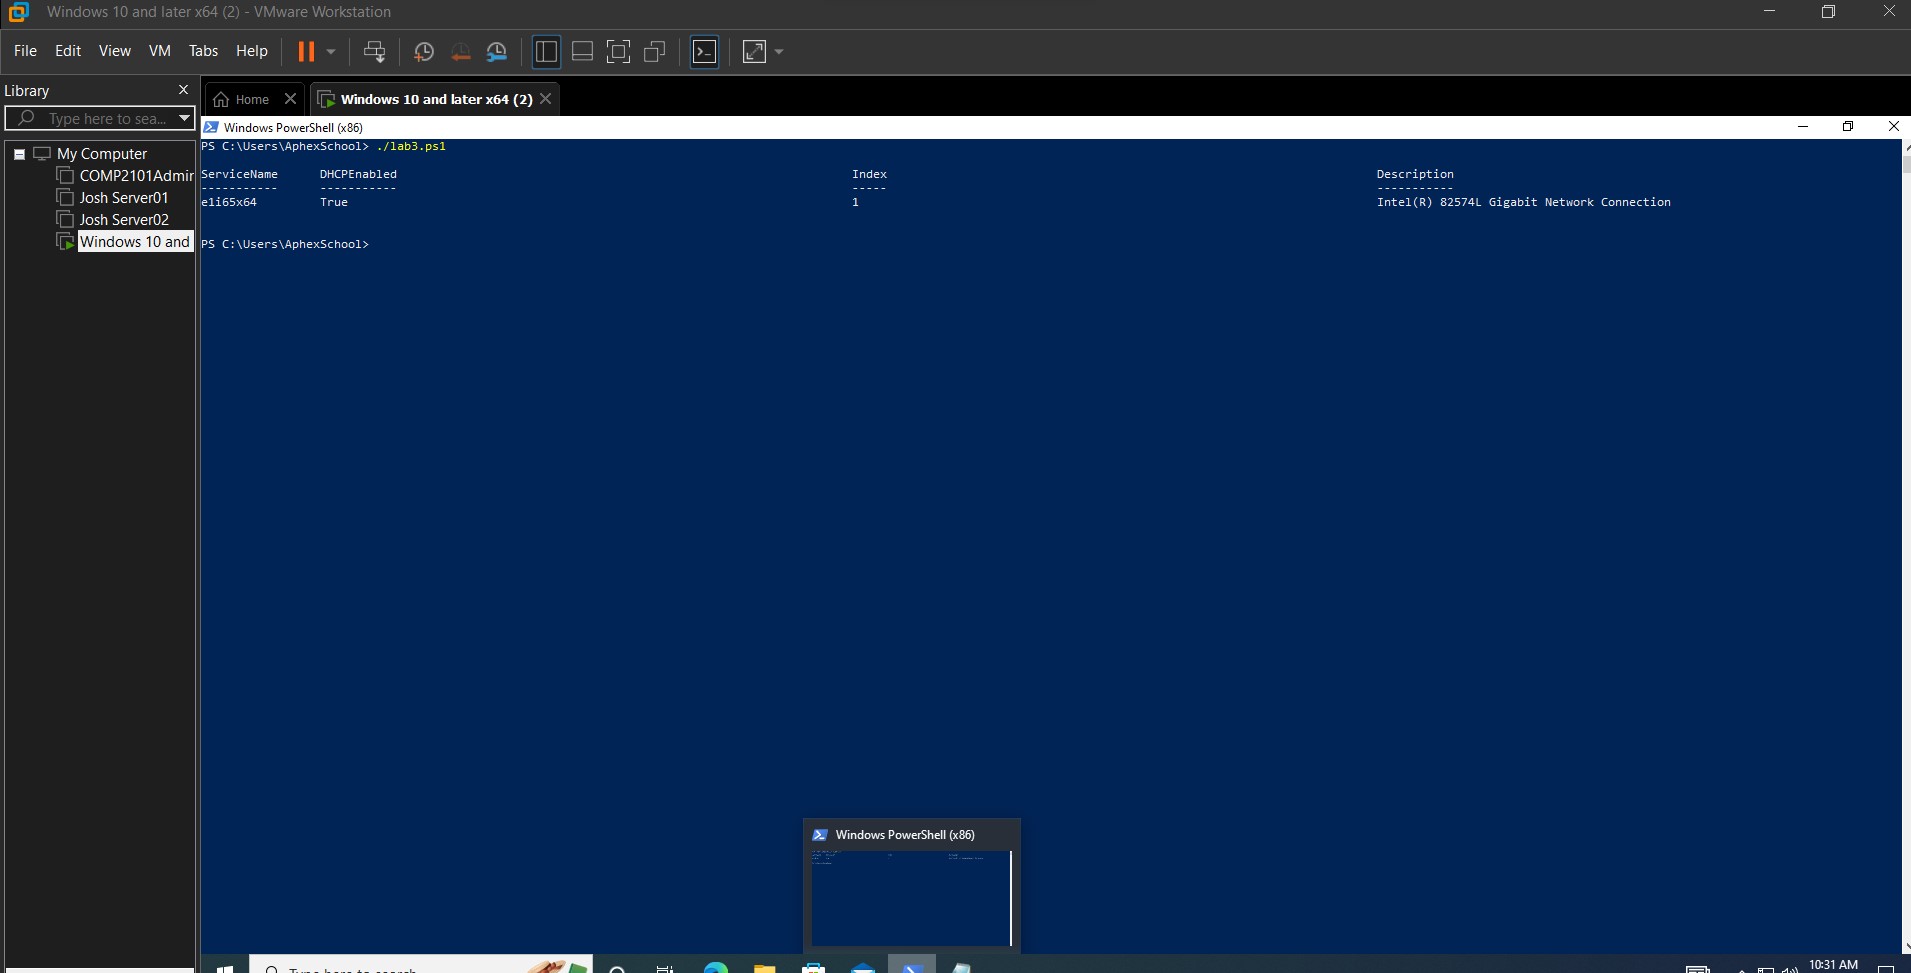 Windows 10 and later x64 (2) - VMware Workstation
File Edit View VM Tabs Help
Library
Home
Windows 10 and later x64 (2)
Type here to sea...
Windows PowerShell (x86)
My Computer
COMP2101Admir
Josh Server01
Josh Server02
Windows 10 and
PS C:\Users\AphexSchool> ./lab3.ps1
ServiceName DHCPEnabled Index Description
----------- ----------- ----- -----------
e1i65x64 True 1 Intel(R) 82574L Gigabit Network Connection
PS C:\Users\AphexSchool>
Windows PowerShell (x86)
Type here to search
10:31 AM